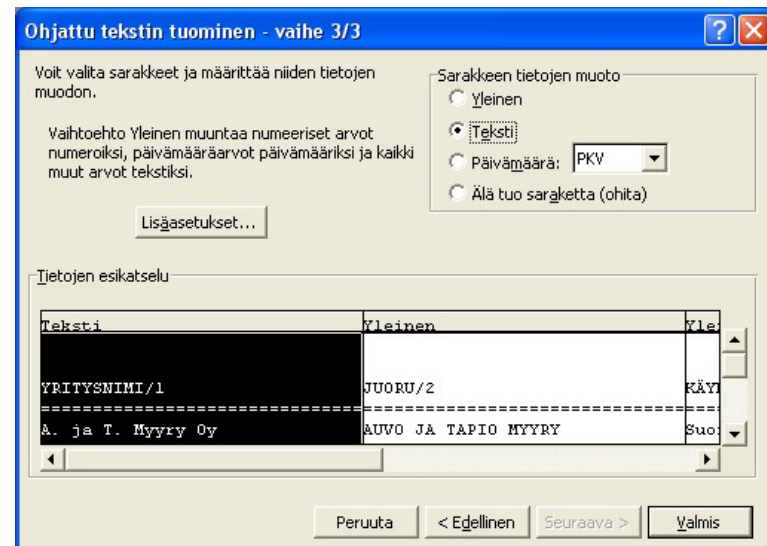 Ohjattu tekstin tuominen - vaihe 3/3
Voit valita sarakkeet ja määrittää niiden tietojen
muodon.
Vaihtoehto Yleinen muuntaa numeeriset arvot
numeroiksi, päivämääräarvot päivämääriksi ja kaikki
muut arvot tekstiksi.
Lisäasetukset...
Sarakkeen tietojen muoto
Yleinen
Teksti
Päivämäärä: PKV
Älä tuo saraketta (ohita)
Tietojen esikatselu
Teksti Yleinen Ylei
YRITYSNIMI/1 JUORU/2 KÄYT
================================================
A. ja T. Myyry Oy AUVO JA TAPIO MYYRY Suo
Peruuta < Edellinen Seuraava > Valmis